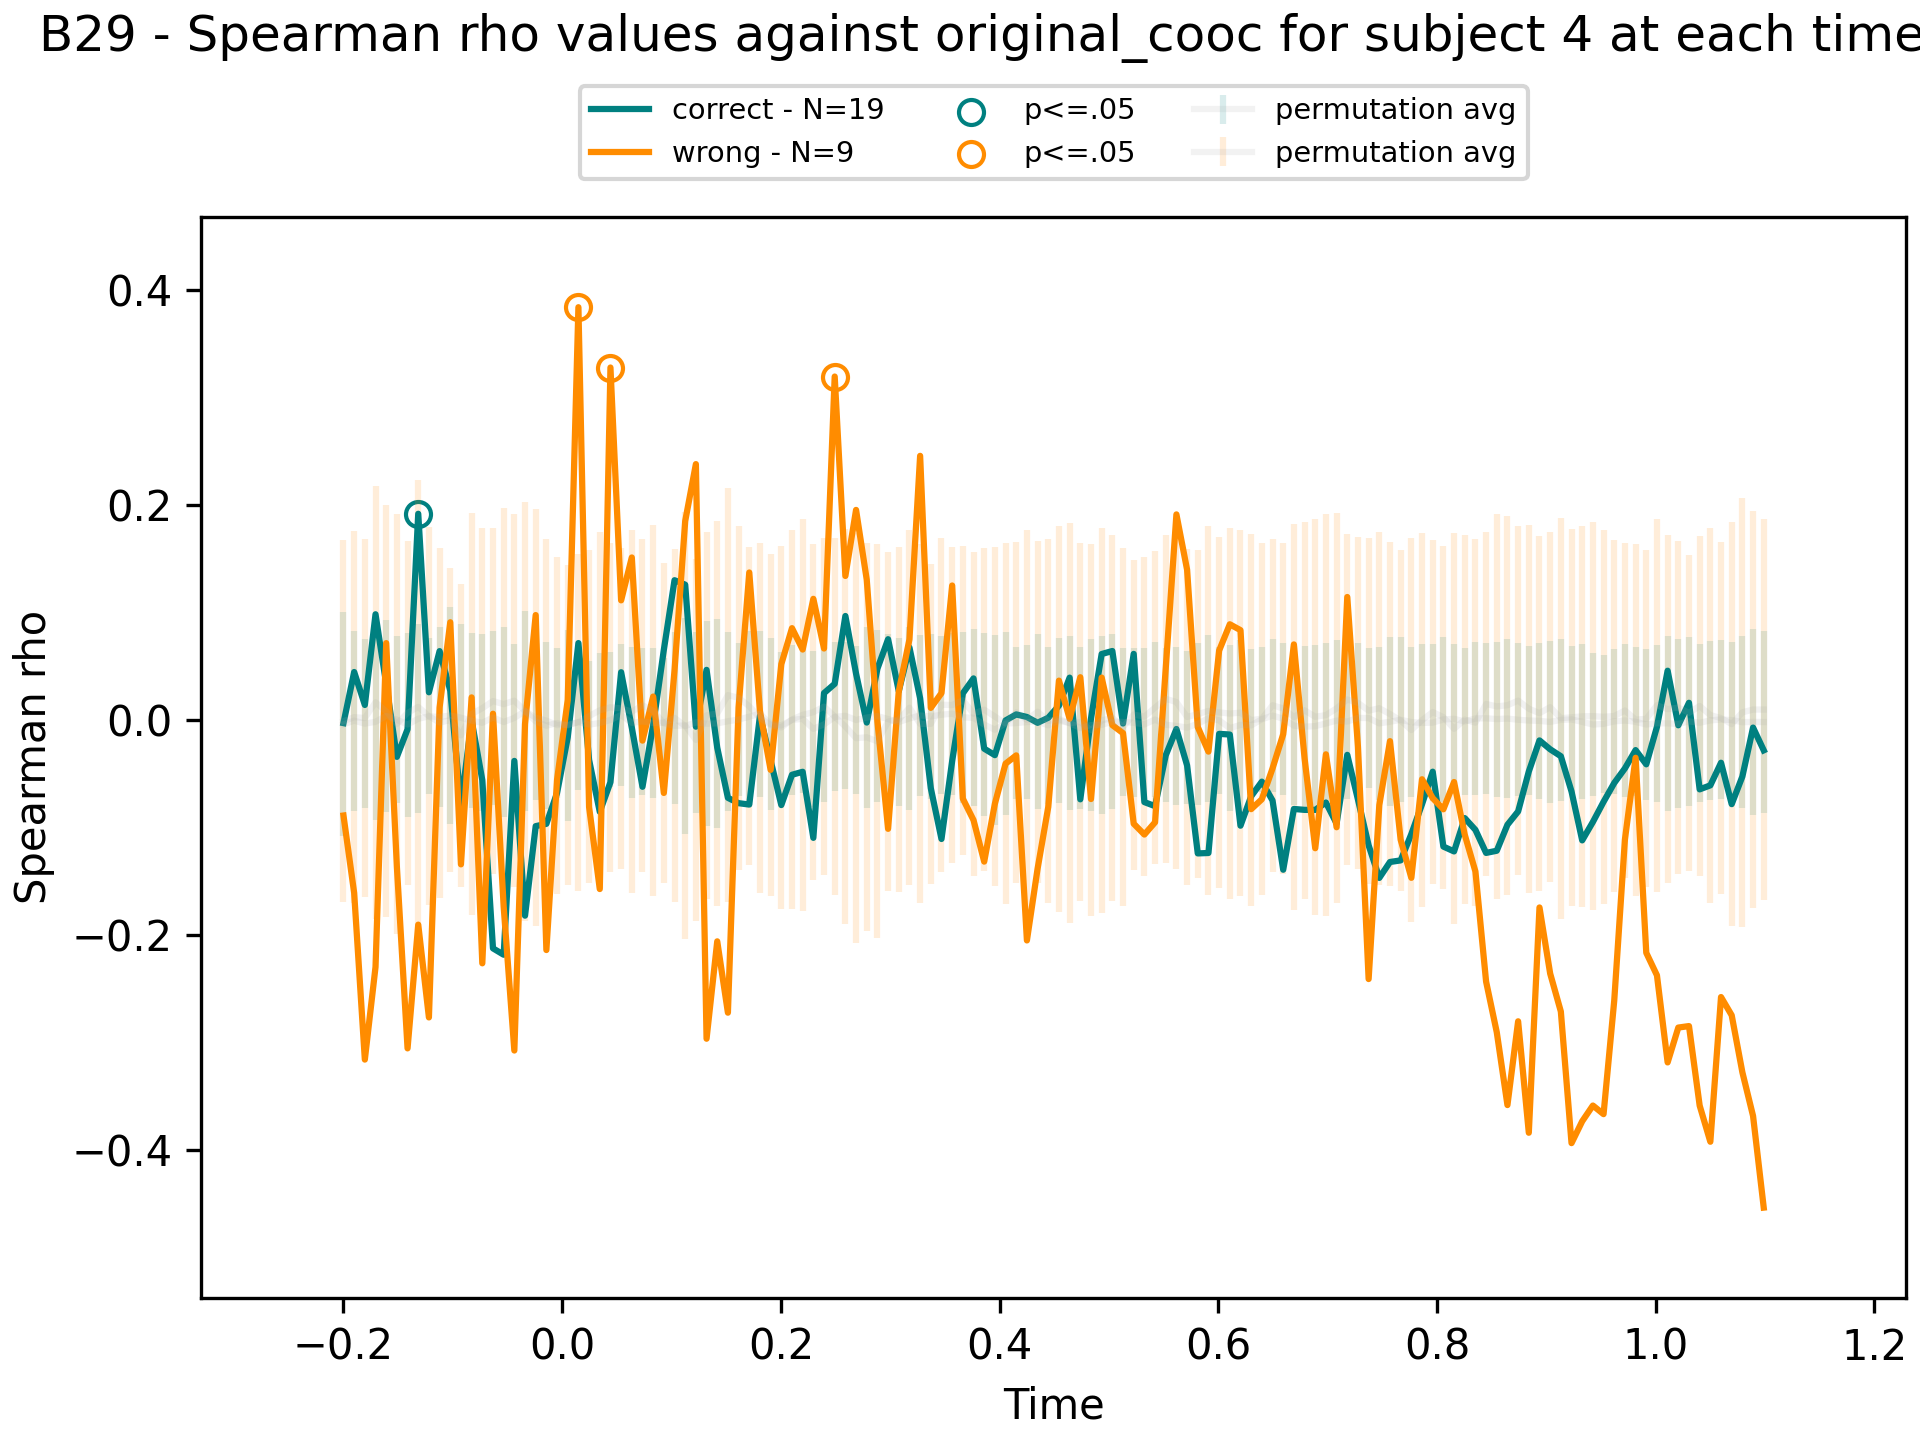 B29 - Spearman rho values against original_cooc for subject 4 at each time
correct - N=19
wrong - N=9
p<=.05
p<=.05
permutation avg
permutation avg
0.4
0.2
0.0
−0.2
−0.4
Spearman rho
−0.2 0.0 0.2 0.4 0.6 0.8 1.0 1.2
Time